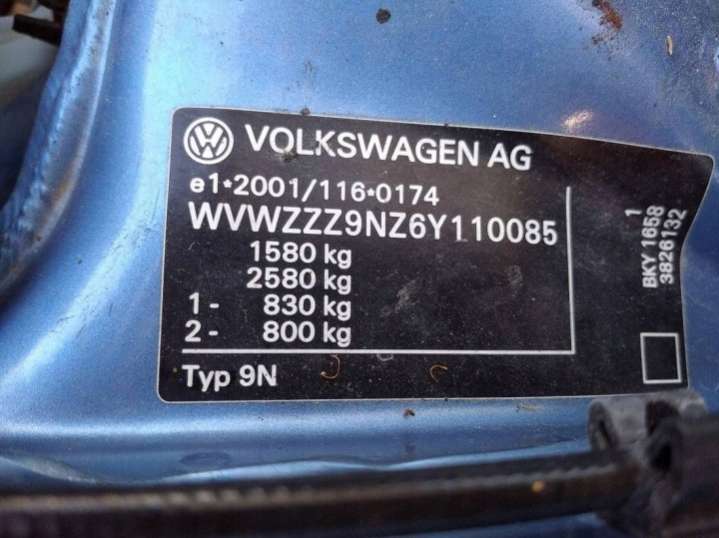 VOLKSWAGEN AG
e1*2001/116*0174
WVWZZZ9NZ6Y110085
1580 kg
2580 kg
1- 830 kg
2- 800 kg
Typ 9N
1
BKY 1658
3826132